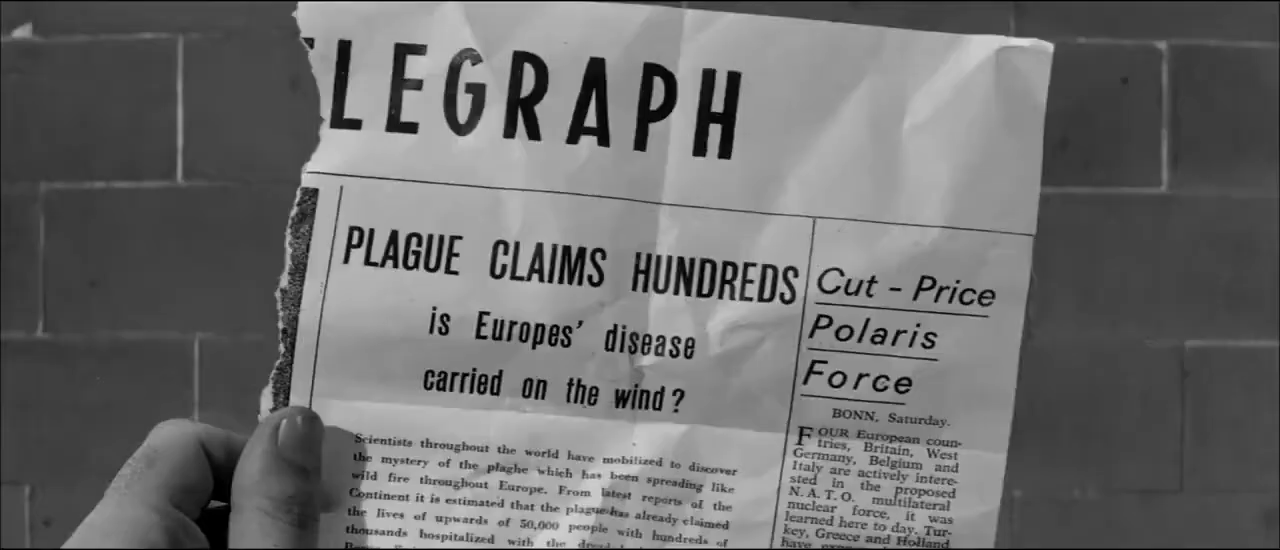 LEGRAPH
PLAGUE CLAIMS HUNDREDS
is Europes' disease
carried on the wind?
Scientists throughout the world have mobilized to discover
the mystery of the plaghe which has been spreading like
wild fire throughout Europe. From latest reports of the
Continent it is estimated that the plague has already claimed
the lives of upwards of 50,000 people with hundreds of
thousands hospitalized with the
Cut - Price
Polaris
Force
BONN, Saturday.
FOUR European coun-
tries, Britain, West
Germany, Belgium and
Italy are actively intere-
sted in the proposed
N.A.T.O. multilateral
nuclear force, it was
learned here to day. Tur-
key, Greece and Holland
have